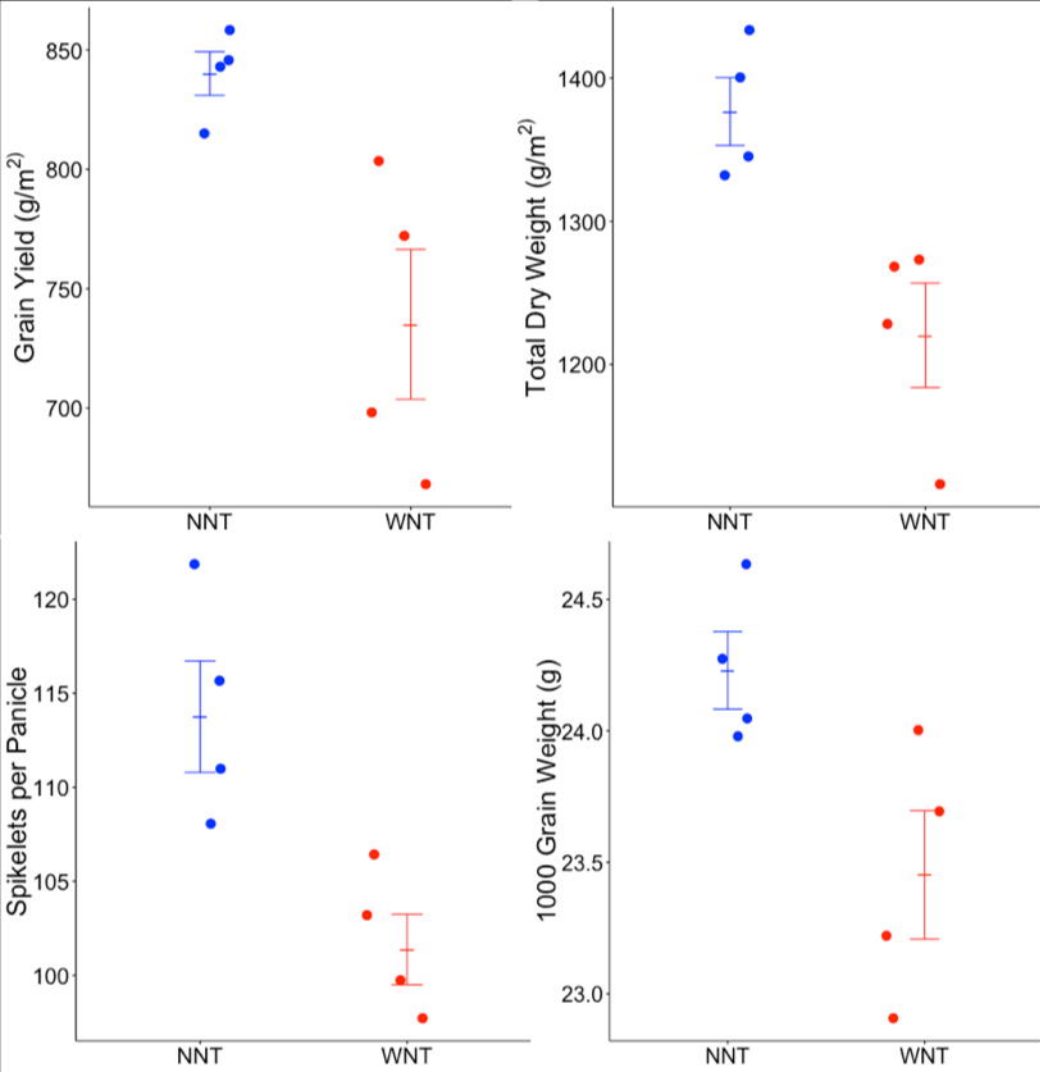 Grain Yield (g/m²)
850
800
750
700
NNT
WNT
Total Dry Weight (g/m²)
1400
1300
1200
NNT
WNT
Spikelets per Panicle
120
115
110
105
100
NNT
WNT
1000 Grain Weight (g)
24.5
24.0
23.5
23.0
NNT
WNT